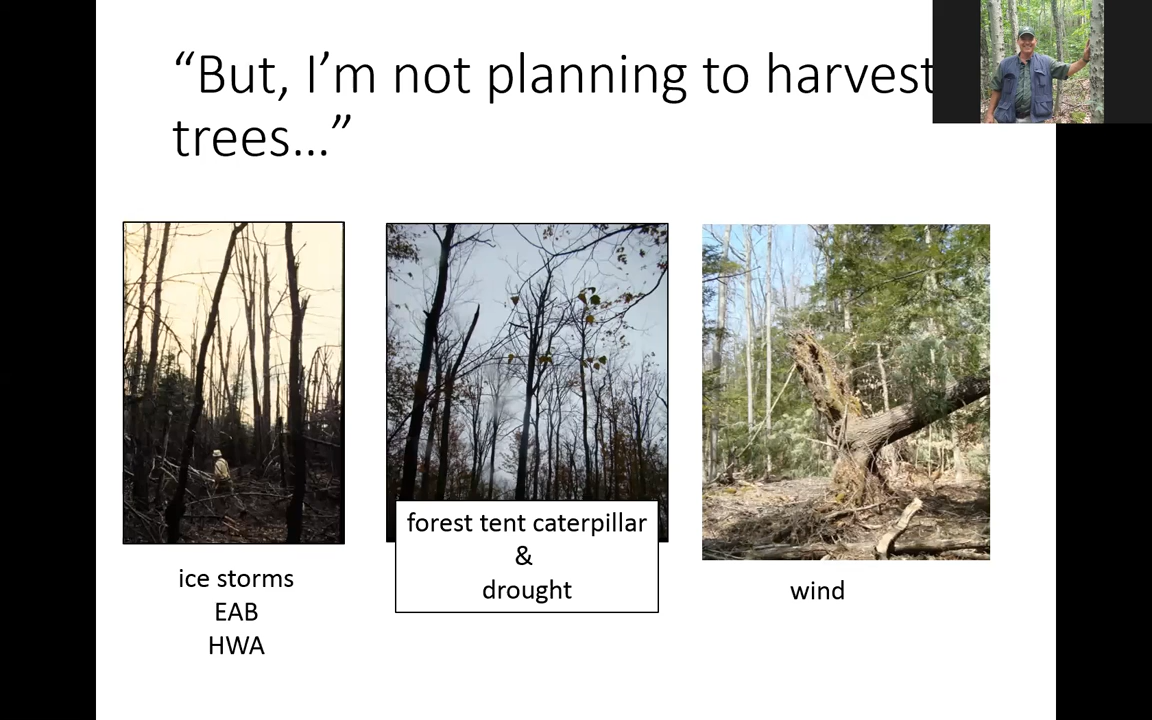 “But, I’m not planning to harvest
trees…”
ice storms
EAB
HWA
forest tent caterpillar
&
drought
wind